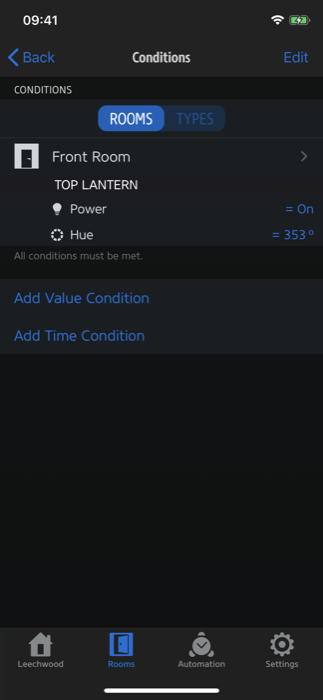 09:41
Back Conditions Edit
CONDITIONS
ROOMS TYPES
Front Room
TOP LANTERN
Power = On
Hue = 353°
All conditions must be met.
Add Value Condition
Add Time Condition
Leechwood Rooms Automation Settings